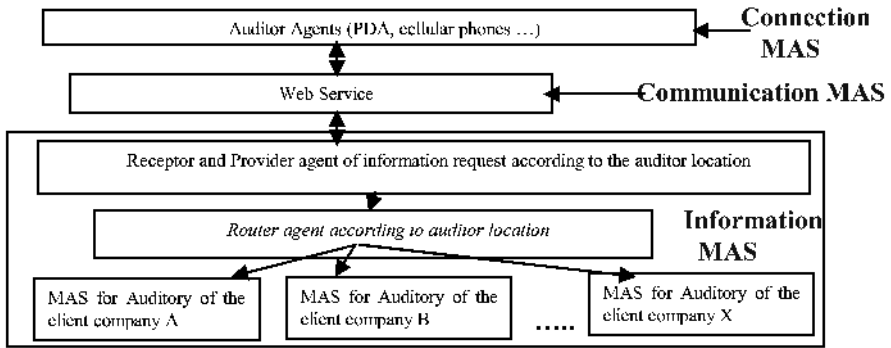 Auditor Agents (PDA, cellular phones …)
Connection
MAS
Web Service
Communication MAS
Receptor and Provider agent of information request according to the auditor location
Router agent according to auditor location
Information
MAS
MAS for Auditory of the
client company A
MAS for Auditory of the
client company B
.....
MAS for Auditory of the
client company X